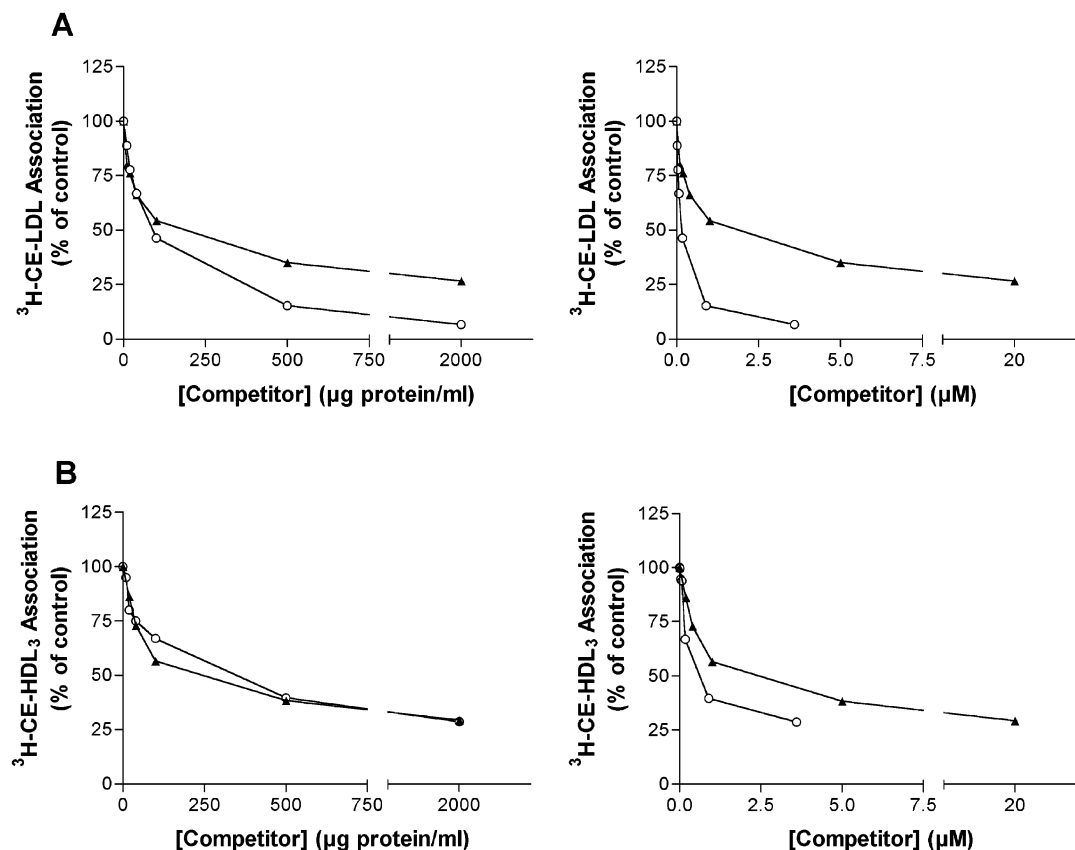 A
³H-CE-LDL Association
(% of control)
125
100
75
50
25
0
0 250 500 750 2000
[Competitor] (µg protein/ml)
³H-CE-LDL Association
(% of control)
125
100
75
50
25
0
0.0 2.5 5.0 7.5 20
[Competitor] (µM)
B
³H-CE-HDL₃ Association
(% of control)
125
100
75
50
25
0
0 250 500 750 2000
[Competitor] (µg protein/ml)
³H-CE-HDL₃ Association
(% of control)
125
100
75
50
25
0
0.0 2.5 5.0 7.5 20
[Competitor] (µM)